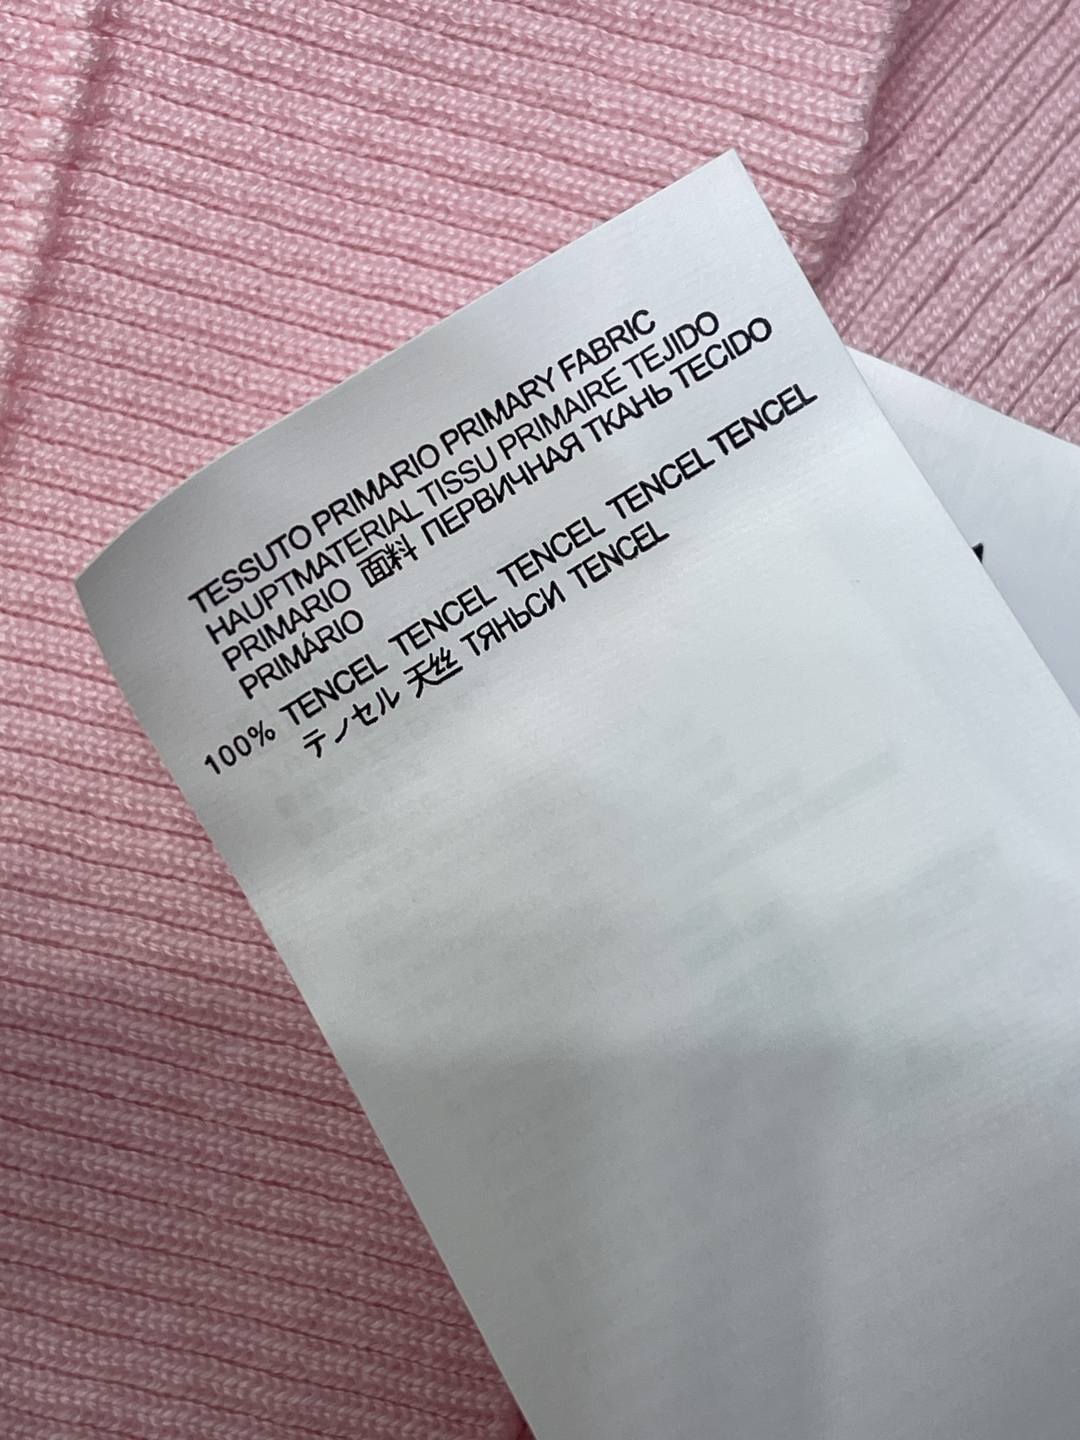 TESSUTO PRIMARIO PRIMARY FABRIC
HAUPTMATERIAL TISSU PRIMAIRE TEJIDO
PRIMARIO 面料 ПЕРВИЧНАЯ ТКАНЬ TECIDO
PRIMÁRIO
100% TENCEL TENCEL TENCEL TENCEL TENCEL
テノセル 天丝 ТЯНЬСИ TENCEL